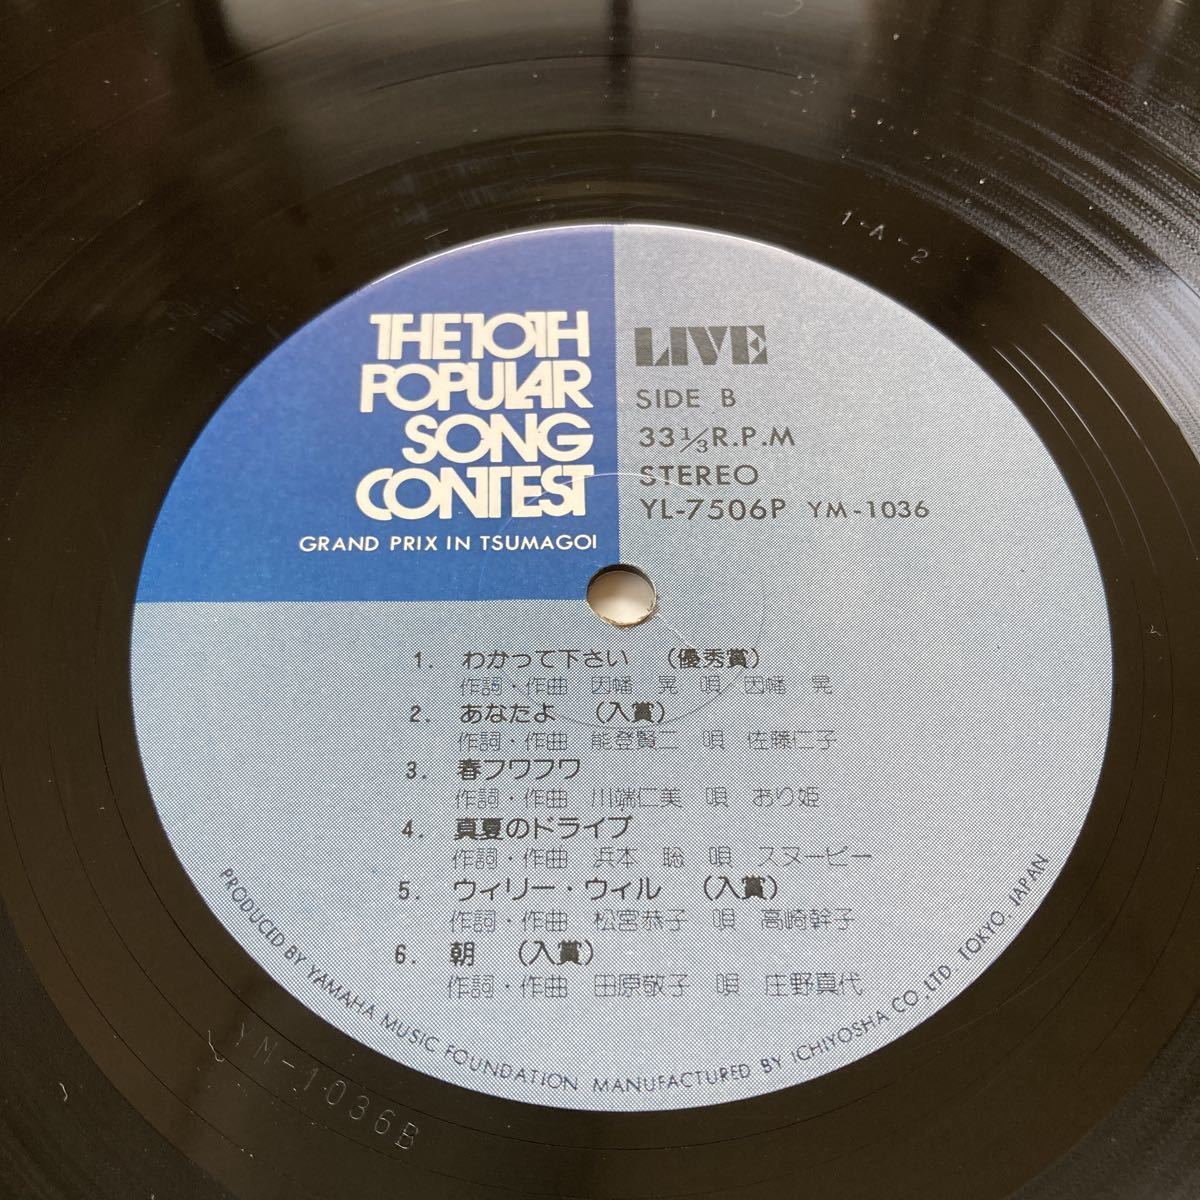 THE 10TH
POPULAR
SONG
CONTEST
GRAND PRIX IN TSUMAGOI
LIVE
SIDE B
33 1/3 R.P.M
STEREO
YL-7506P YM-1036
1. わかって下さい (優秀賞)
作詞・作曲 因幡 晃 唄 因幡 晃
2. あなたよ (入賞)
作詞・作曲 能登賢二 唄 佐藤仁子
3. 春フワフワ
作詞・作曲 川端仁美 唄 おり姫
4. 真夏のドライブ
作詞・作曲 浜本 聡 唄 スヌーピー
5. ウィリー・ウィル (入賞)
作詞・作曲 松宮恭子 唄 高崎幹子
6. 朝 (入賞)
作詞・作曲 田原敬子 唄 庄野真代
PRODUCED BY YAMAHA MUSIC FOUNDATION MANUFACTURED BY ICHIYOSHA CO.,LTD. TOKYO. JAPAN
1-A-2
YM-1036B